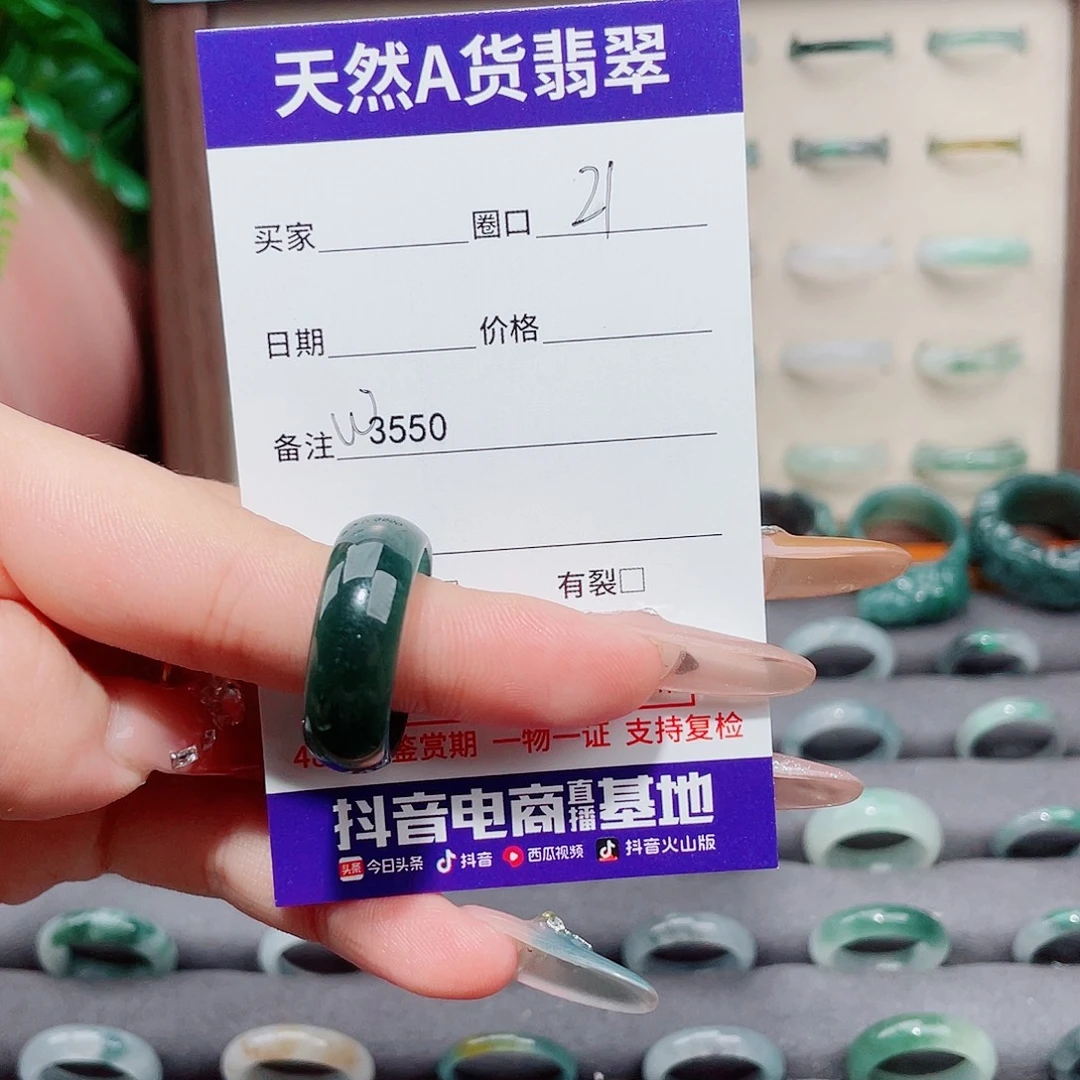 天然A货翡翠
买家 圈口 21
日期 价格
备注 W3550
有裂□
鉴赏期 一物一证 支持复检
抖音电商直播基地
头条 今日头条 抖音 西瓜视频 抖音火山版